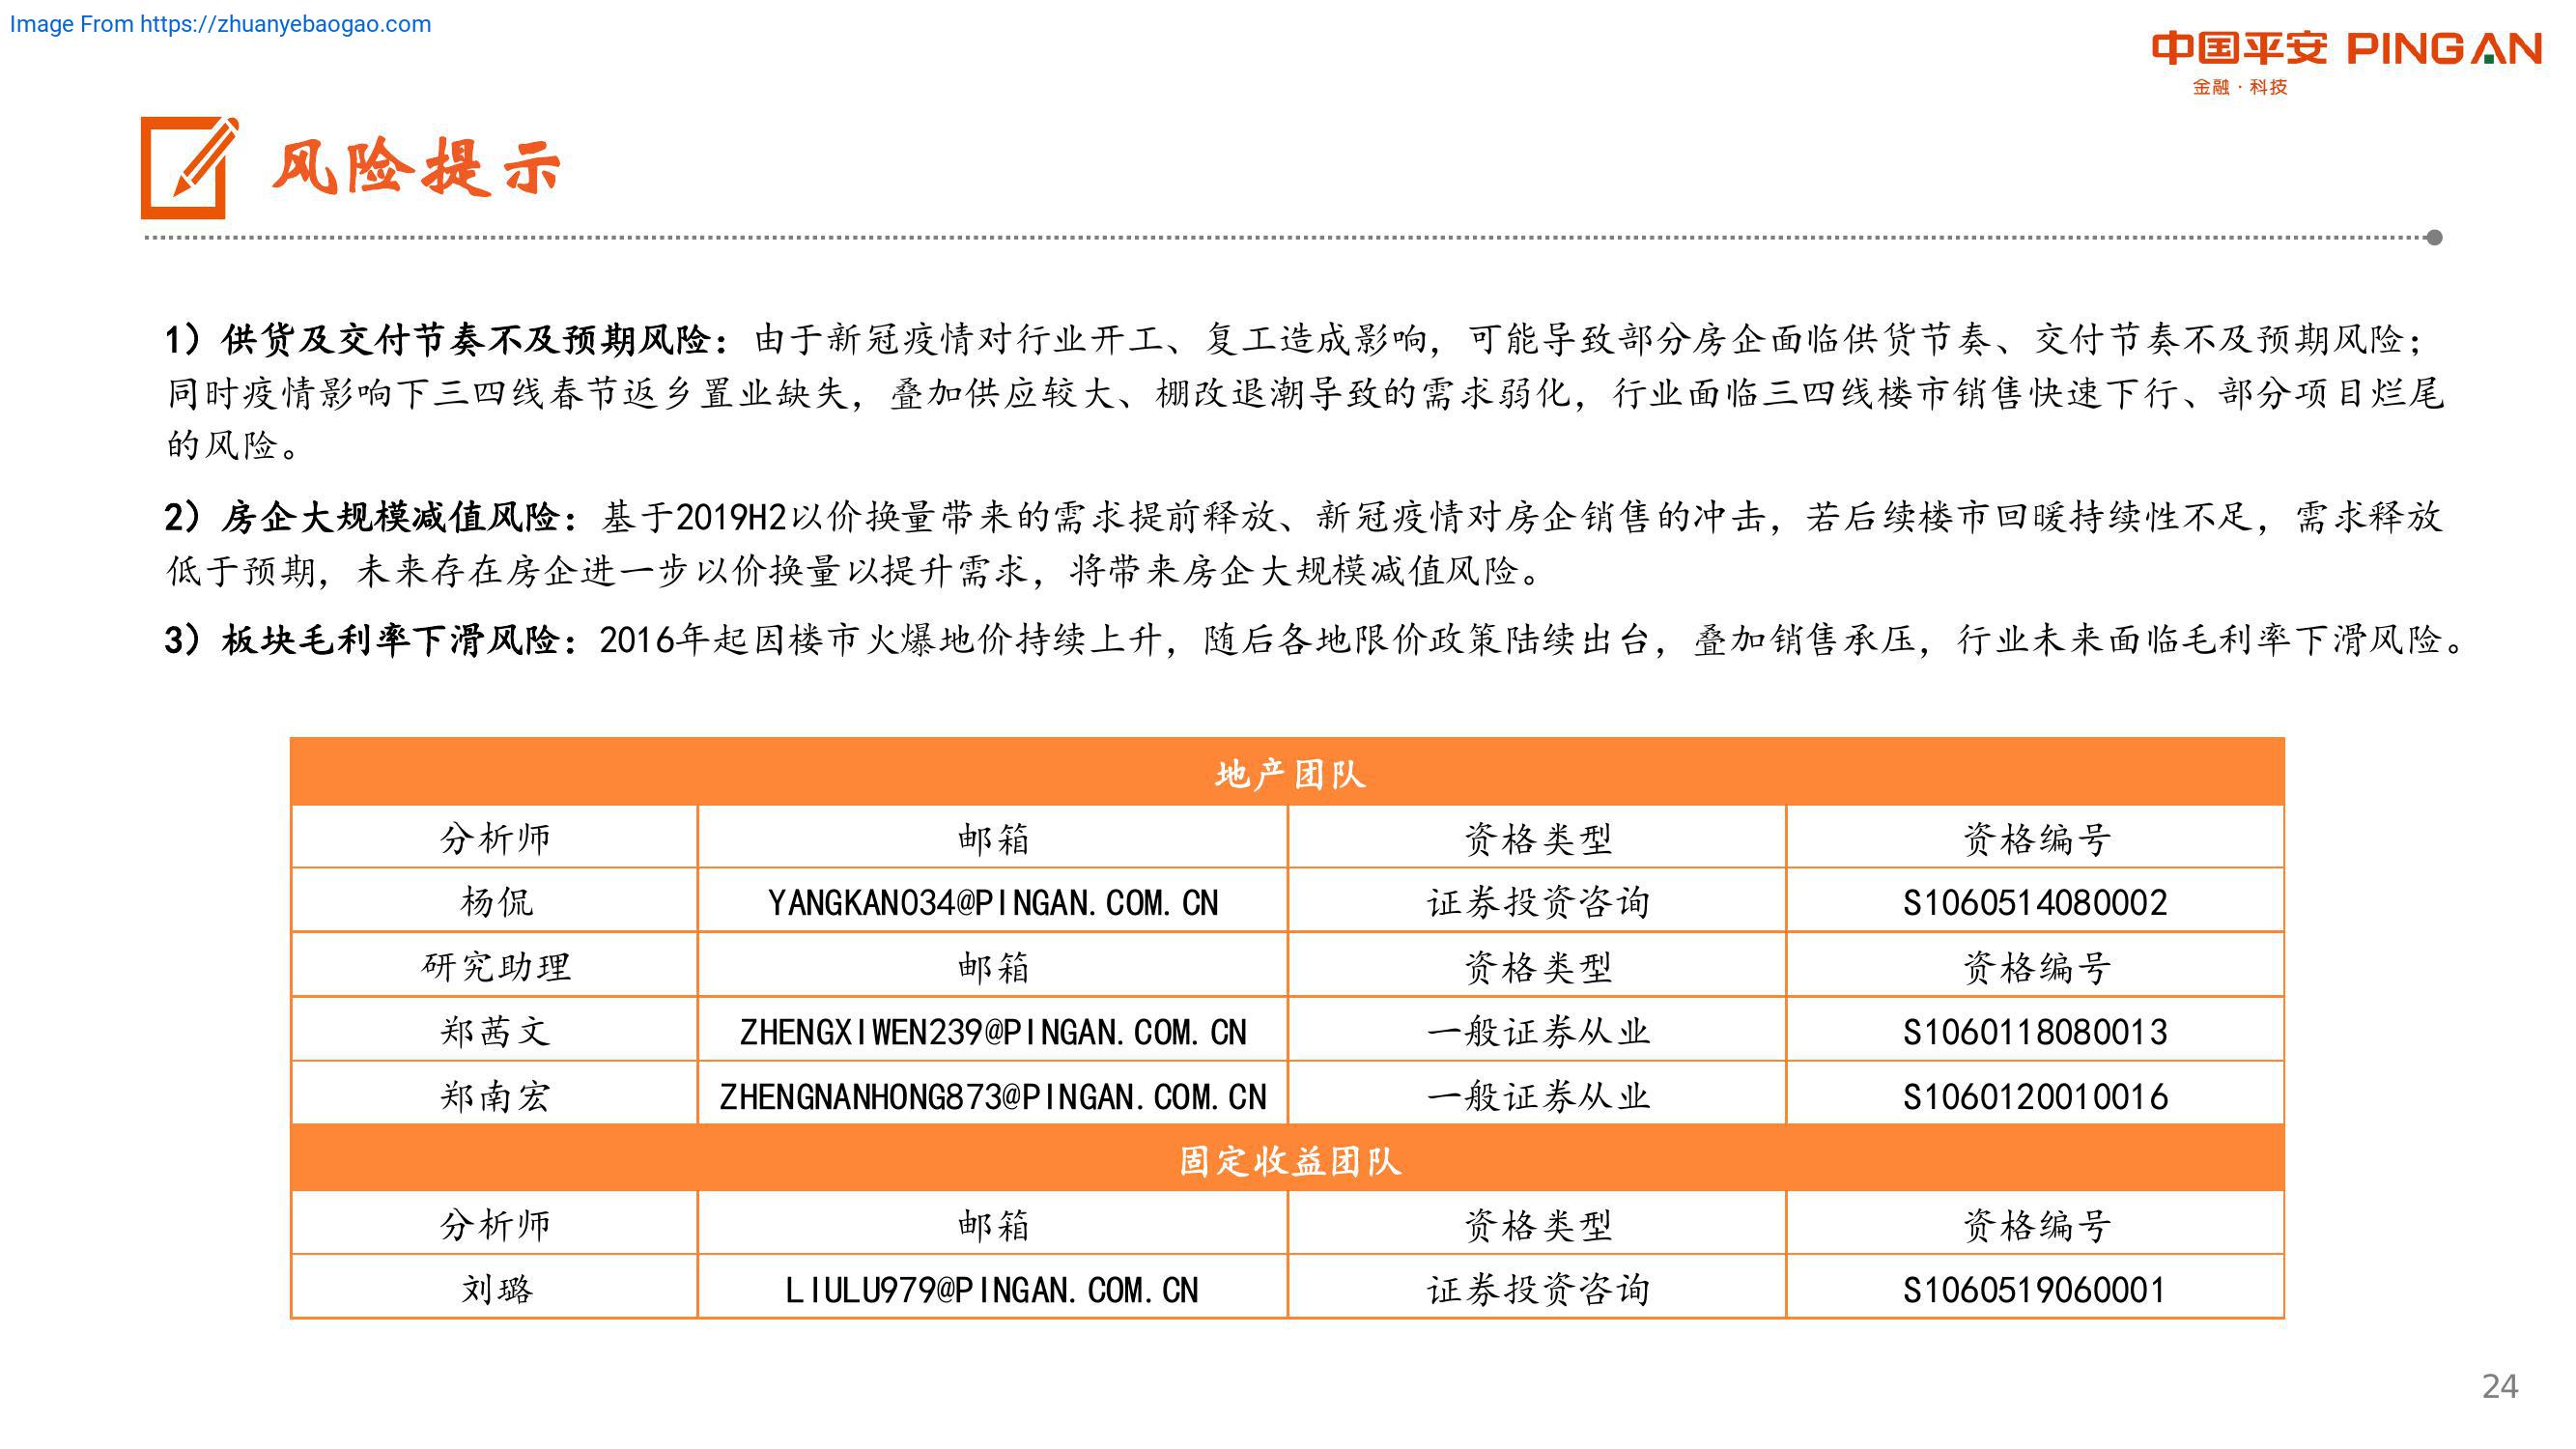 Image From https://zhuanyebaogao.com
中国平安 PINGAN
金融·科技
风险提示
1）供货及交付节奏不及预期风险：由于新冠疫情对行业开工、复工造成影响，可能导致部分房企面临供货节奏、交付节奏不及预期风险；
同时疫情影响下三四线春节返乡置业缺失，叠加供应较大、棚改退潮导致的需求弱化，行业面临三四线楼市销售快速下行、部分项目烂尾
的风险。
2）房企大规模减值风险：基于2019H2以价换量带来的需求提前释放、新冠疫情对房企销售的冲击，若后续楼市回暖持续性不足，需求释放
低于预期，未来存在房企进一步以价换量以提升需求，将带来房企大规模减值风险。
3）板块毛利率下滑风险：2016年起因楼市火爆地价持续上升，随后各地限价政策陆续出台，叠加销售承压，行业未来面临毛利率下滑风险。
地产团队
分析师 邮箱 资格类型 资格编号
杨侃 YANGKAN034@PINGAN.COM.CN 证券投资咨询 S1060514080002
研究助理 邮箱 资格类型 资格编号
郑茜文 ZHENGXIWEN239@PINGAN.COM.CN 一般证券从业 S1060118080013
郑南宏 ZHENGNANHONG873@PINGAN.COM.CN 一般证券从业 S1060120010016
固定收益团队
分析师 邮箱 资格类型 资格编号
刘璐 LIULU979@PINGAN.COM.CN 证券投资咨询 S1060519060001
24